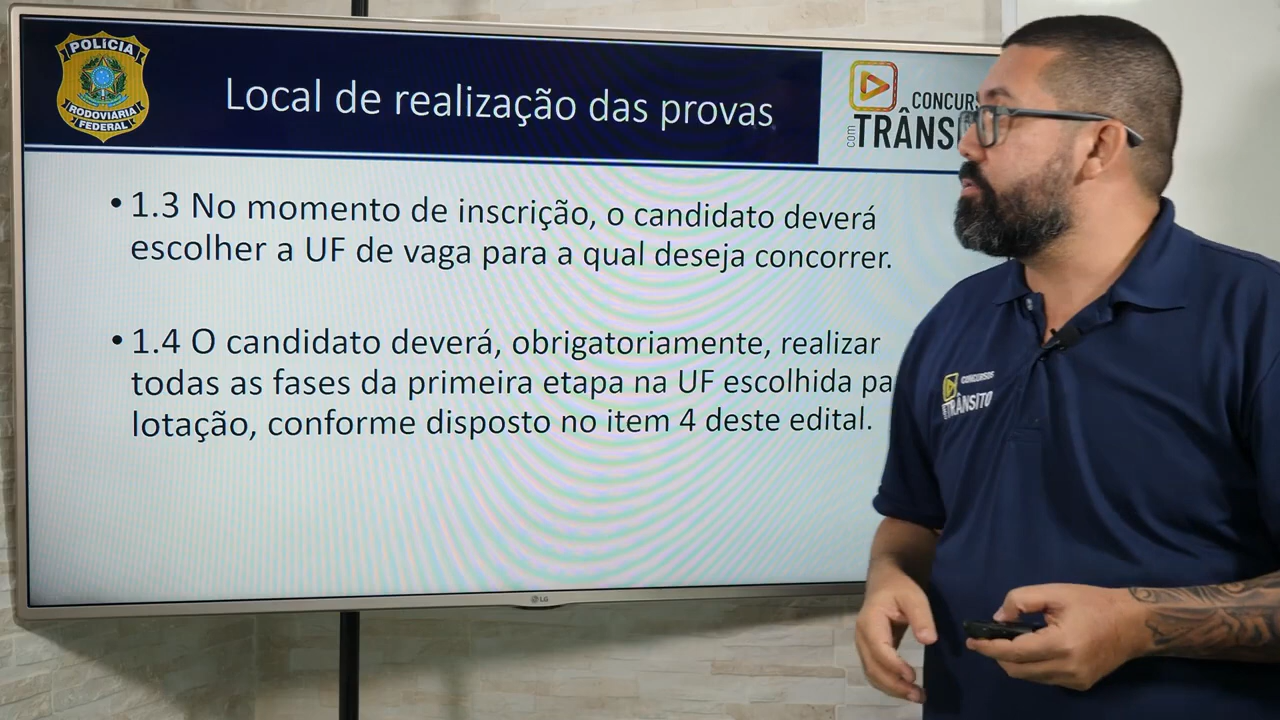 POLÍCIA
RODOVIÁRIA
FEDERAL
Local de realização das provas
CONCURS
com
TRÂNSI
• 1.3 No momento de inscrição, o candidato deverá
escolher a UF de vaga para a qual deseja concorrer.
• 1.4 O candidato deverá, obrigatoriamente, realizar
todas as fases da primeira etapa na UF escolhida pa
lotação, conforme disposto no item 4 deste edital.
CONCURSOS
TRÂNSITO
LG